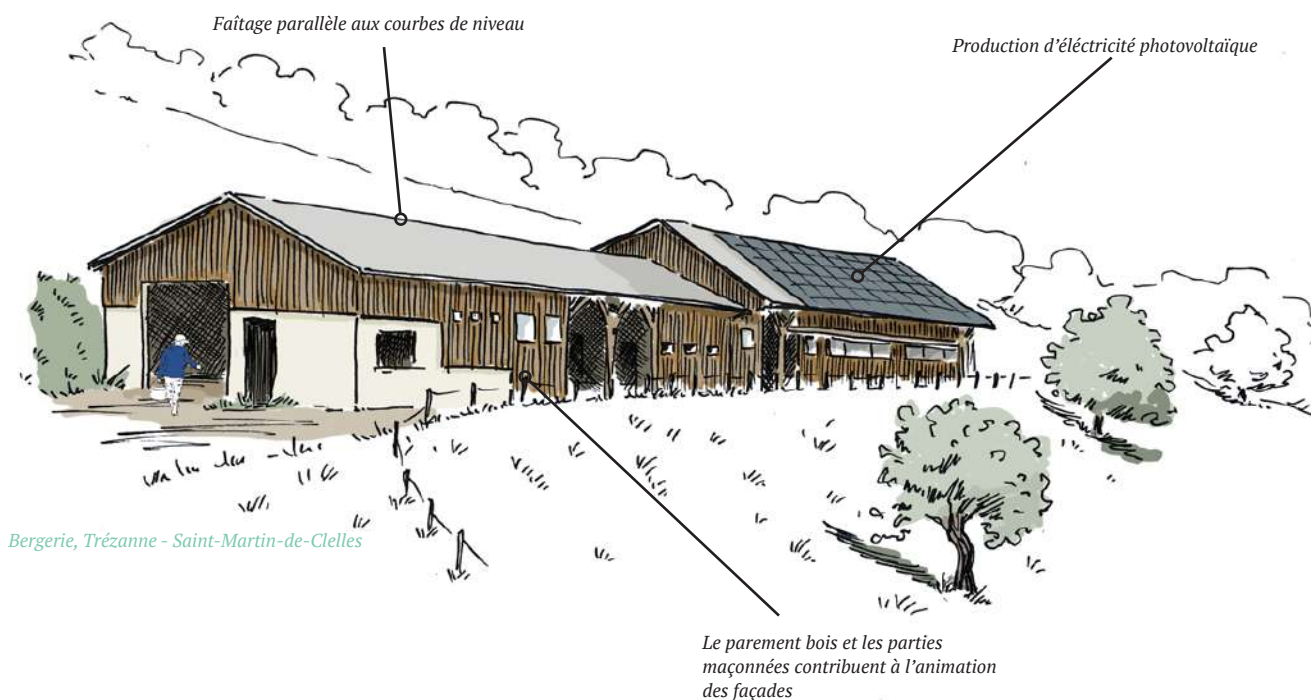 Faîtage parallèle aux courbes de niveau
Production d’éléctricité photovoltaïque
Bergerie, Trézanne - Saint-Martin-de-Clelles
Le parement bois et les parties
maçonnées contribuent à l’animation
des façades